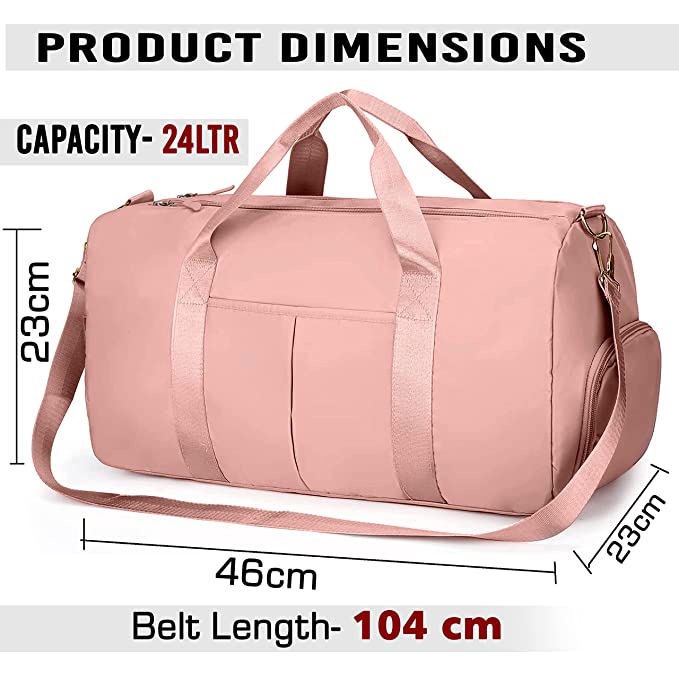 PRODUCT DIMENSIONS
CAPACITY- 24LTR
23cm
46cm
23cm
Belt Length- 104 cm